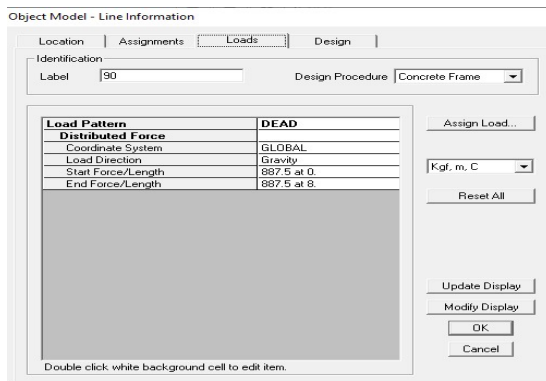 Object Model - Line Information
Location Assignments Loads Design
Identification
Label 90 Design Procedure Concrete Frame
Load Pattern DEAD
Distributed Force
Coordinate System GLOBAL
Load Direction Gravity
Start Force/Length 887.5 at 0.
End Force/Length 887.5 at 8.
Assign Load...
Kgf, m, C
Reset All
Update Display
Modify Display
OK
Cancel
Double click white background cell to edit item.